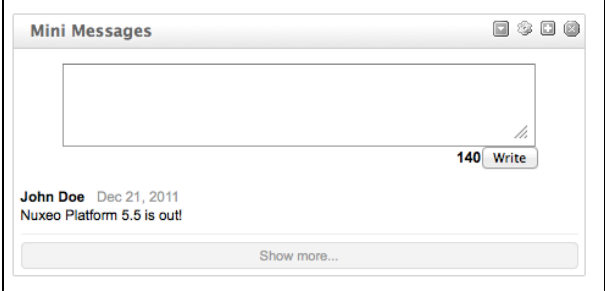 Mini Messages
140 Write
John Doe Dec 21, 2011
Nuxeo Platform 5.5 is out!
Show more...